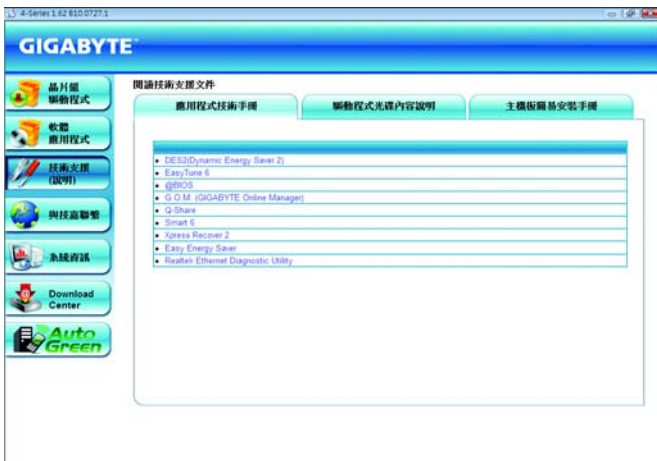 4-Series 1.62 B10.0727.1
GIGABYTE™
晶片組
驅動程式
軟體
應用程式
技術支援
(說明)
與技嘉聯繫
系統資訊
Download
Center
Auto
Green
閱讀技術支援文件
應用程式技術手冊
驅動程式光碟內容說明
主機板簡易安裝手冊
DES2(Dynamic Energy Saver 2)
EasyTune 6
@BIOS
G.O.M. (GIGABYTE Online Manager)
Q-Share
Smart 6
Xpress Recover 2
Easy Energy Saver
Realtek Ethernet Diagnostic Utility